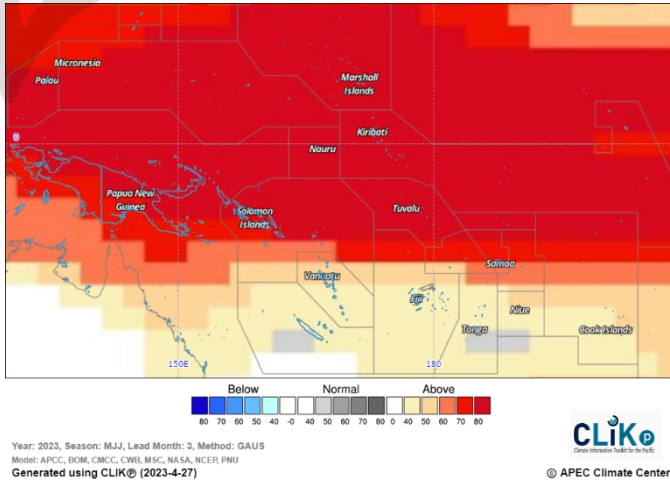 Micronesia
Palau
Marshall
Islands
0
Kiribati
Nauru
Papua New
Guinea
Solomon
Islands
Tuvalu
Samoa
Vanuatu
Fiji
Niue
Tonga
Cook Islands
150E
180
Below Normal Above
80 70 60 50 40 -0 40 50 60 70 80 0 40 50 60 70 80
Year: 2023, Season: MJJ, Lead Month: 3, Method: GAUS
Model: APCC, BOM, CMCC, CWB, MSC, NASA, NCEP, PNU
Generated using CLIK℗ (2023-4-27)
CLiK℗
Climate Information Toolkit for the Pacific
© APEC Climate Center